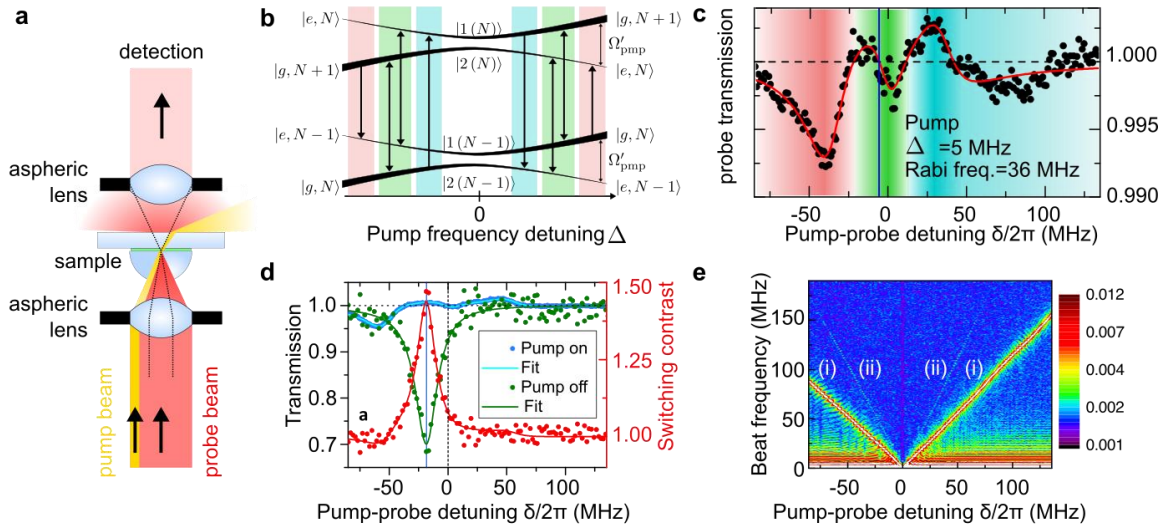 a
detection
aspheric
lens
sample
aspheric
lens
pump beam
probe beam
b
|e, N⟩
|1 (N)⟩
|g, N+1⟩
Ω′pmp
|g, N+1⟩
|2 (N)⟩
|e, N⟩
|e, N−1⟩
|1 (N−1)⟩
|g, N⟩
Ω′pmp
|g, N⟩
|2 (N−1)⟩
|e, N−1⟩
0
Pump frequency detuning Δ
c
probe transmission
1.000
0.995
0.990
Pump
Δ =5 MHz
Rabi freq.=36 MHz
-50 0 50 100
Pump-probe detuning δ/2π (MHz)
d
Transmission
1.0
0.9
0.8
0.7
1.50
1.25
1.00
Switching contrast
Pump on
Fit
Pump off
Fit
a
-50 0 50 100
Pump-probe detuning δ/2π (MHz)
e
Beat frequency (MHz)
150
100
50
0
(i) (ii) (ii) (i)
0.012
0.007
0.004
0.002
0.001
-50 0 50 100
Pump-probe detuning δ/2π (MHz)